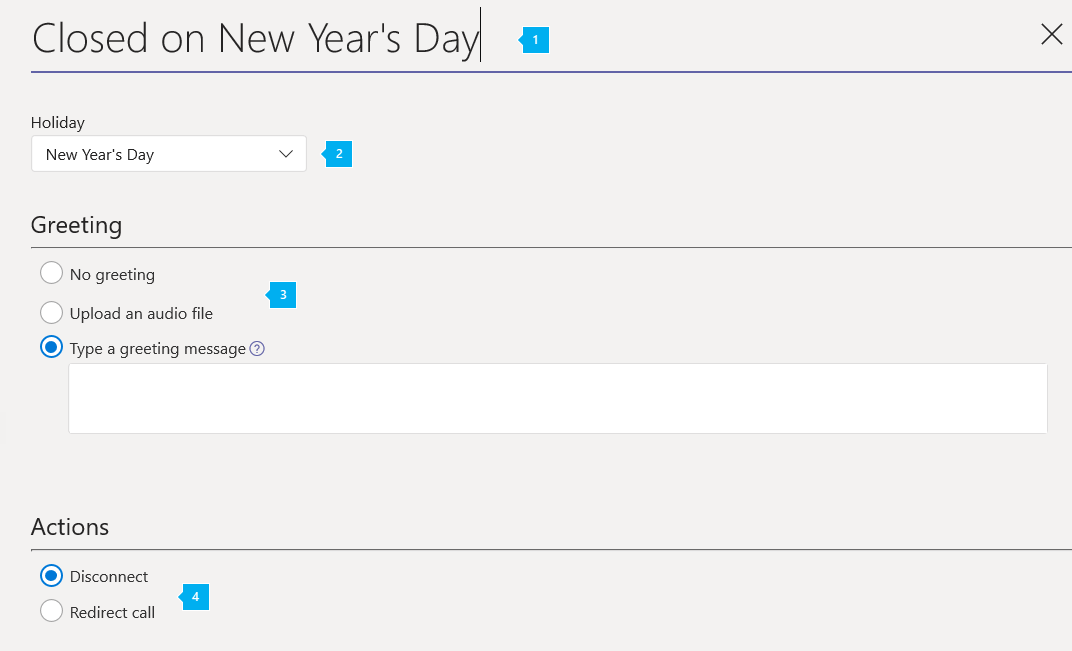 Closed on New Year's Day 1
Holiday
New Year's Day 2
Greeting
No greeting
3
Upload an audio file
Type a greeting message ?
Actions
Disconnect
4
Redirect call